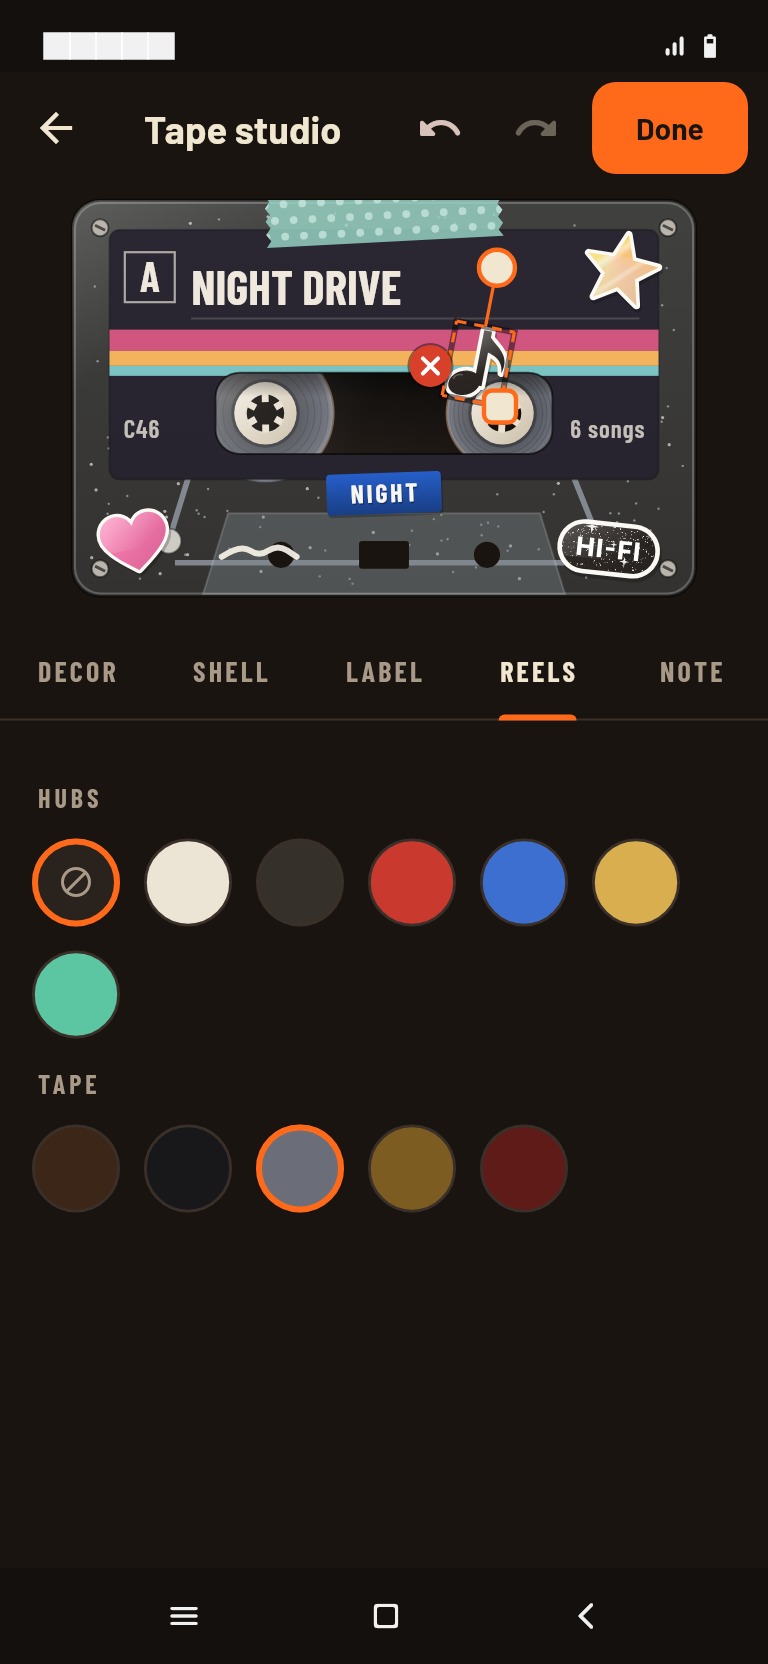 Tape studio
Done
A
NIGHT DRIVE
C46
6 songs
NIGHT
HI-FI
DECOR
SHELL
LABEL
REELS
NOTE
HUBS
TAPE